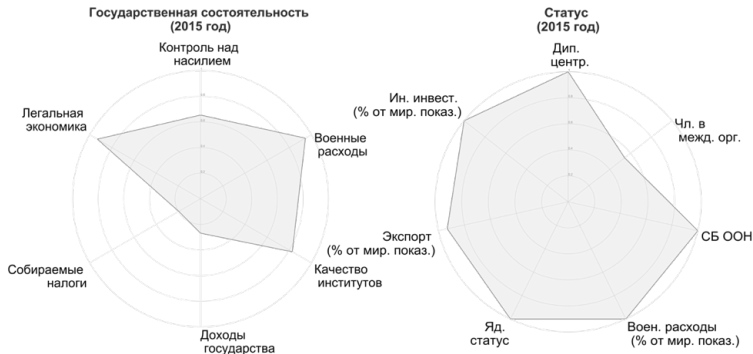 Государственная состоятельность
(2015 год)
Контроль над
насилием
Легальная
экономика
Военные
расходы
Собираемые
налоги
Качество
институтов
Доходы
государства
Статус
(2015 год)
Дип.
центр.
Ин. инвест.
(% от мир. показ.)
Чл. в
межд. орг.
Экспорт
(% от мир. показ.)
СБ ООН
Яд.
статус
Воен. расходы
(% от мир. показ.)